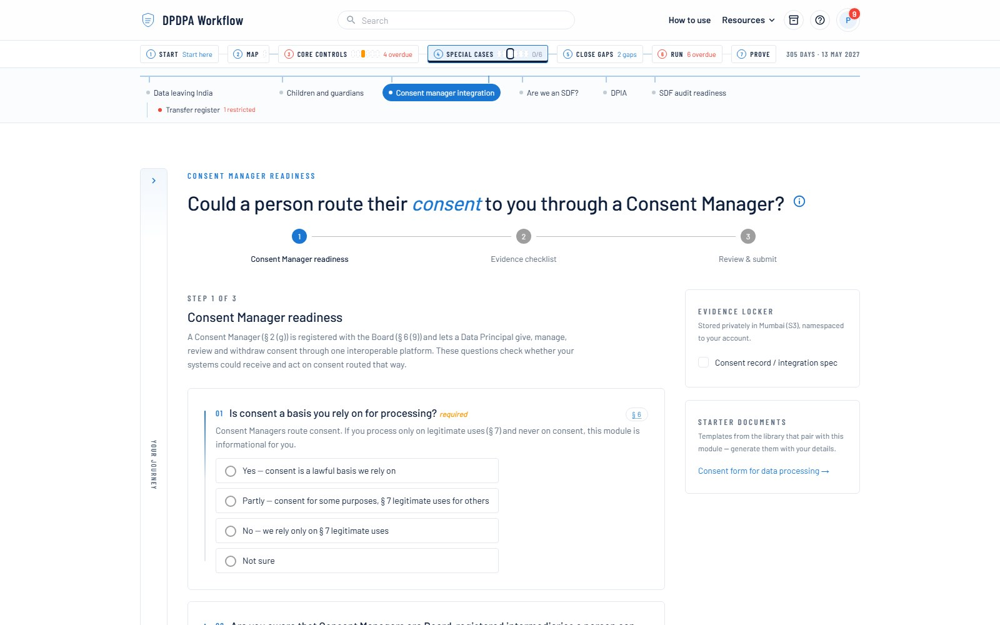 DPDPA Workflow
Search
How to use
Resources
P
9
1 START Start here
2 MAP
3 CORE CONTROLS 4 overdue
4 SPECIAL CASES 0/6
5 CLOSE GAPS 2 gaps
6 RUN 6 overdue
7 PROVE
305 DAYS · 13 MAY 2027
Data leaving India
Children and guardians
Consent manager integration
Are we an SDF?
DPIA
SDF audit readiness
Transfer register 1 restricted
CONSENT MANAGER READINESS
Could a person route their consent to you through a Consent Manager?
1
2
3
Consent Manager readiness
Evidence checklist
Review & submit
YOUR JOURNEY
STEP 1 OF 3
Consent Manager readiness
A Consent Manager (§ 2 (g)) is registered with the Board (§ 6 (9)) and lets a Data Principal give, manage,
review and withdraw consent through one interoperable platform. These questions check whether your
systems could receive and act on consent routed that way.
01 Is consent a basis you rely on for processing? required
§ 6
Consent Managers route consent. If you process only on legitimate uses (§ 7) and never on consent, this module is
informational for you.
Yes — consent is a lawful basis we rely on
Partly — consent for some purposes, § 7 legitimate uses for others
No — we rely only on § 7 legitimate uses
Not sure
EVIDENCE LOCKER
Stored privately in Mumbai (S3), namespaced
to your account.
Consent record / integration spec
STARTER DOCUMENTS
Templates from the library that pair with this
module — generate them with your details.
Consent form for data processing →